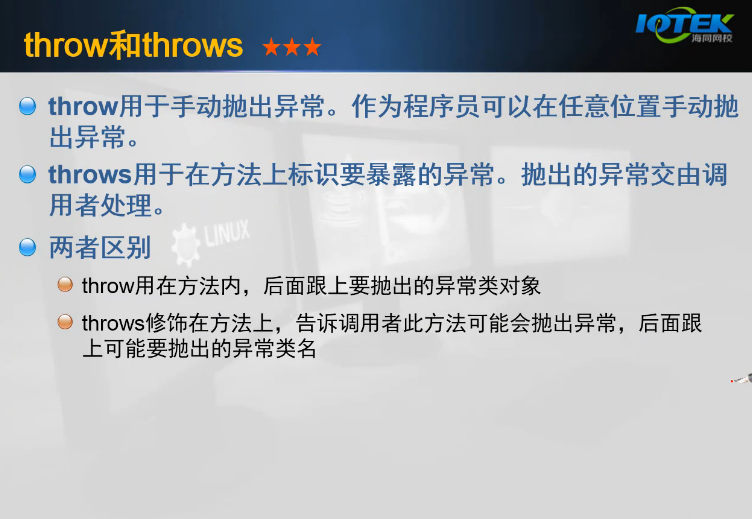 throw和throws ★★★
IOTEK
海同网校
throw用于手动抛出异常。作为程序员可以在任意位置手动抛
出异常。
throws用于在方法上标识要暴露的异常。抛出的异常交由调
用者处理。
两者区别
LINUX
throw用在方法内，后面跟上要抛出的异常类对象
throws修饰在方法上，告诉调用者此方法可能会抛出异常，后面跟
上可能要抛出的异常类名